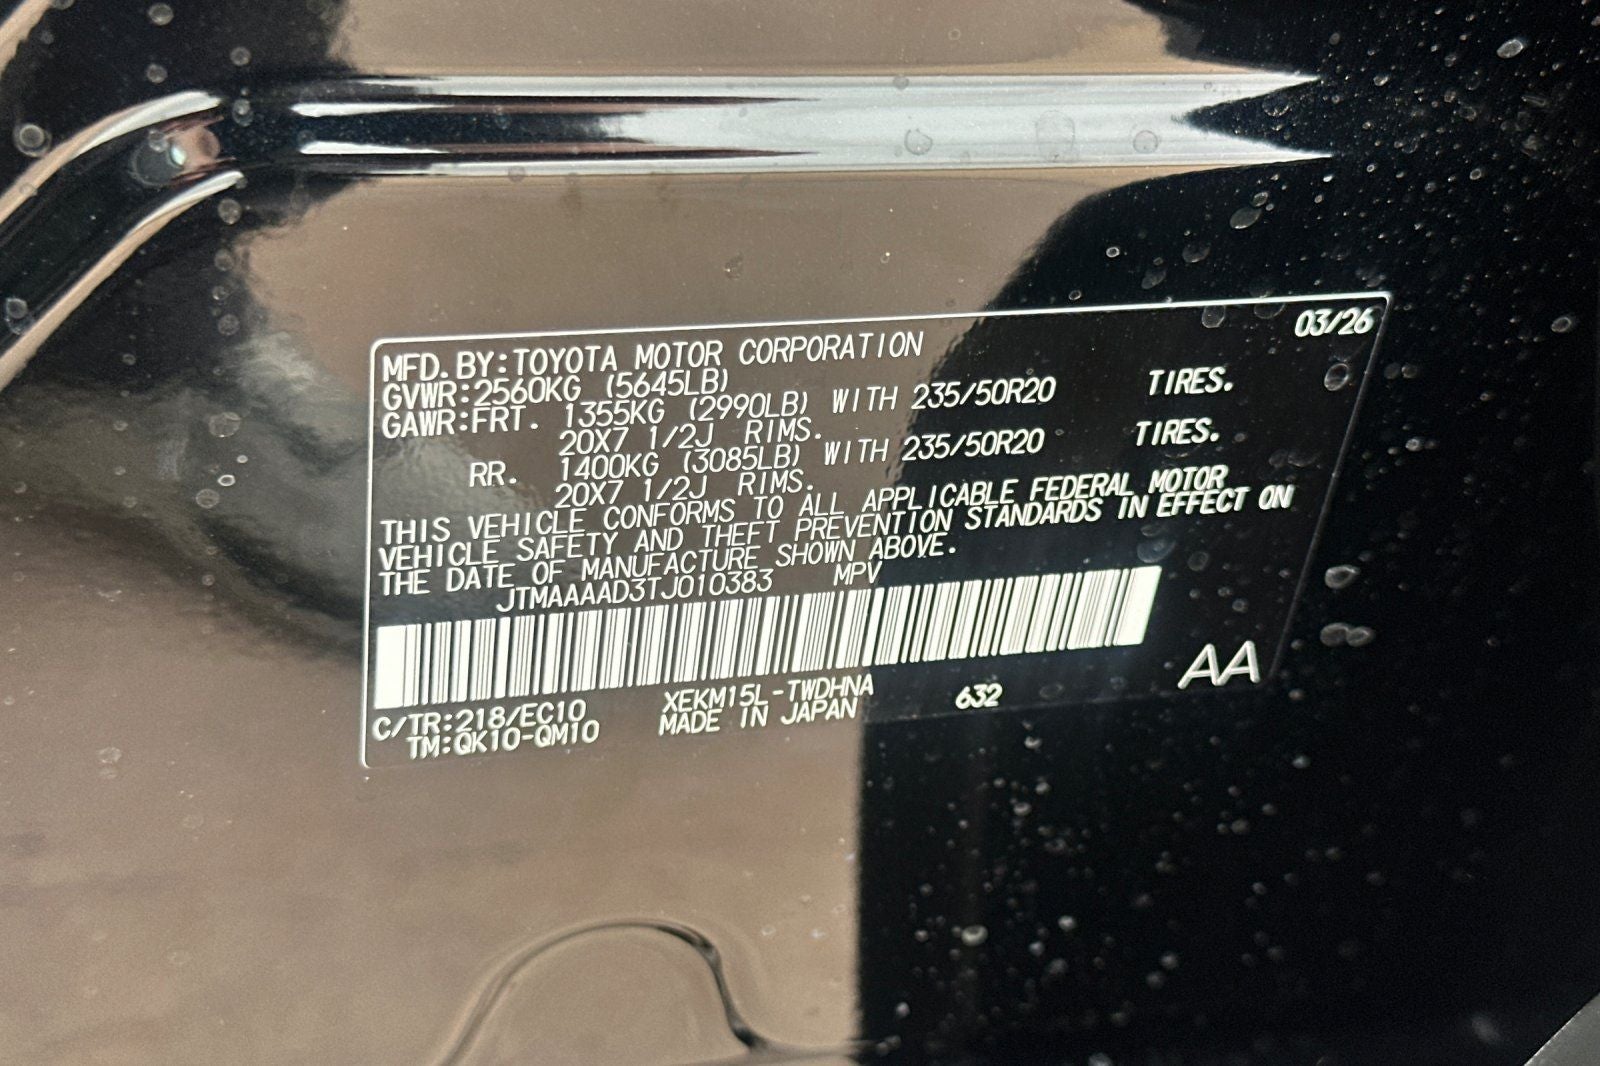 03/26
MFD. BY:TOYOTA MOTOR CORPORATION
GVWR:2560KG (5645LB)
GAWR:FRT. 1355KG (2990LB) WITH 235/50R20 TIRES.
20X7 1/2J RIMS.
RR. 1400KG (3085LB) WITH 235/50R20 TIRES.
20X7 1/2J RIMS.
THIS VEHICLE CONFORMS TO ALL APPLICABLE FEDERAL MOTOR
VEHICLE SAFETY AND THEFT PREVENTION STANDARDS IN EFFECT ON
THE DATE OF MANUFACTURE SHOWN ABOVE.
JTMAAAAD3TJ010383 MPV
C/TR:218/EC10 XEKM15L-TWDHNA 632 AA
TM:QK10-QM10 MADE IN JAPAN